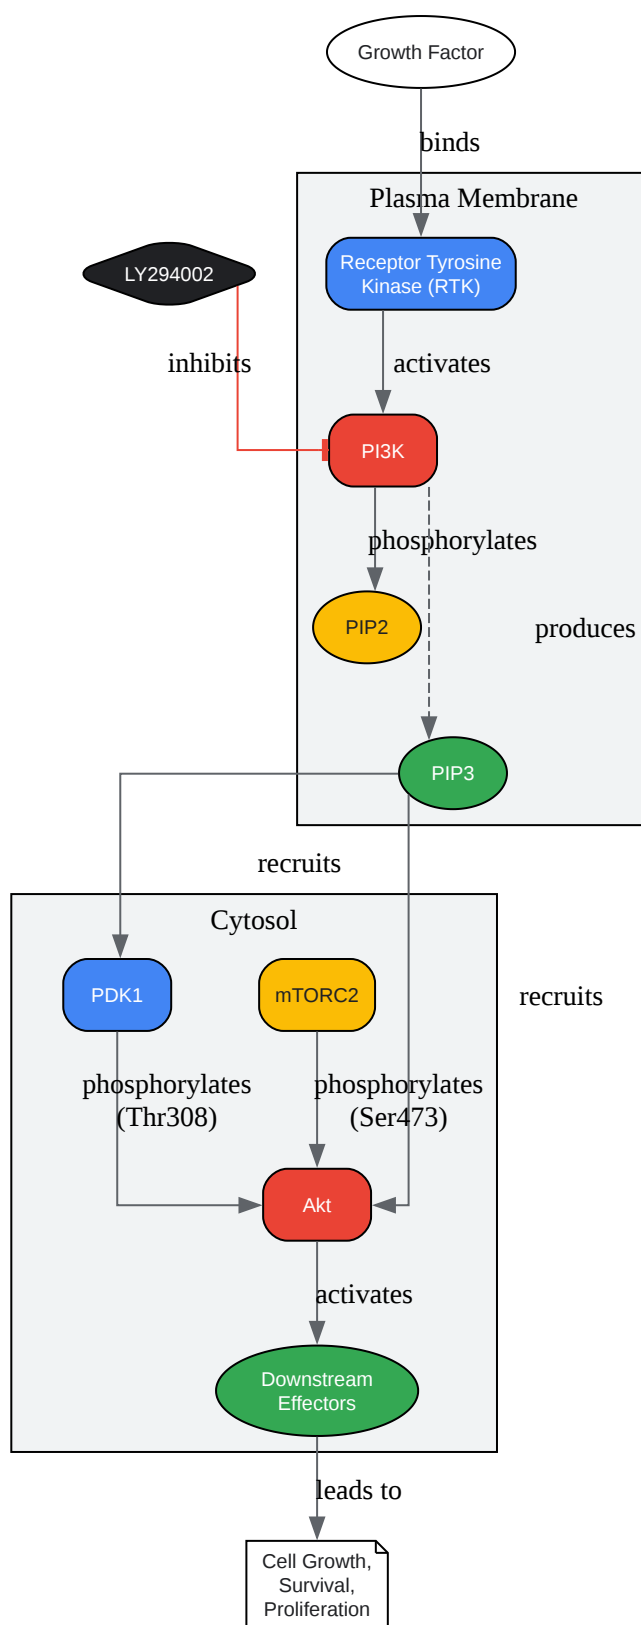 Growth Factor
binds
Plasma Membrane
LY294002
Receptor Tyrosine
Kinase (RTK)
inhibits
activates
PI3K
phosphorylates
PIP2
produces
PIP3
recruits
Cytosol
PDK1
mTORC2
recruits
phosphorylates
(Thr308)
phosphorylates
(Ser473)
Akt
activates
Downstream
Effectors
leads to
Cell Growth,
Survival,
Proliferation